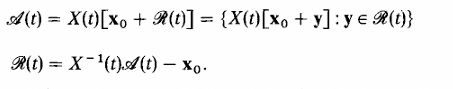 𝒜(t) = X(t)[x₀ + ℛ(t)] = {X(t)[x₀ + y] : y ∈ ℛ(t)}
ℛ(t) = X⁻¹(t)𝒜(t) − x₀.